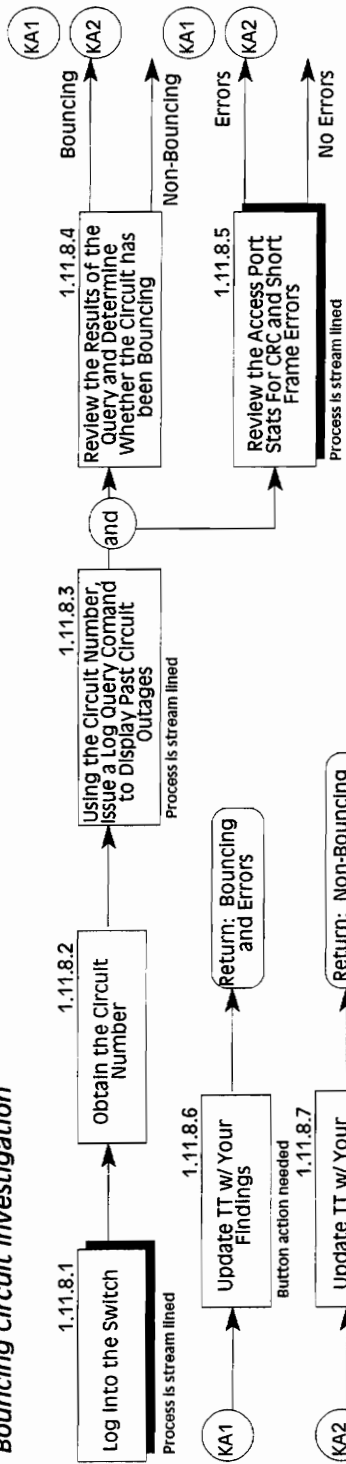 Bouncing Circuit Investigation
1.11.8.1
Log Into the Switch
Process is stream lined
1.11.8.2
Obtain the Circuit
Number
1.11.8.3
Using the Circuit Number,
Issue a Log Query Comand
to Display Past Circuit
Outages
Process is stream lined
and
1.11.8.4
Review the Results of the
Query and Determine
Whether the Circuit has
been Bouncing
Bouncing
KA1
KA2
Non-Bouncing
1.11.8.5
Review the Access Port
Stats For CRC and Short
Frame Errors
Process is stream lined
Errors
KA1
KA2
No Errors
KA1
1.11.8.6
Update TT w/ Your
Findings
Button action needed
Return: Bouncing
and Errors
KA2
1.11.8.7
Update TT w/ Your
Return: Non-Bouncing